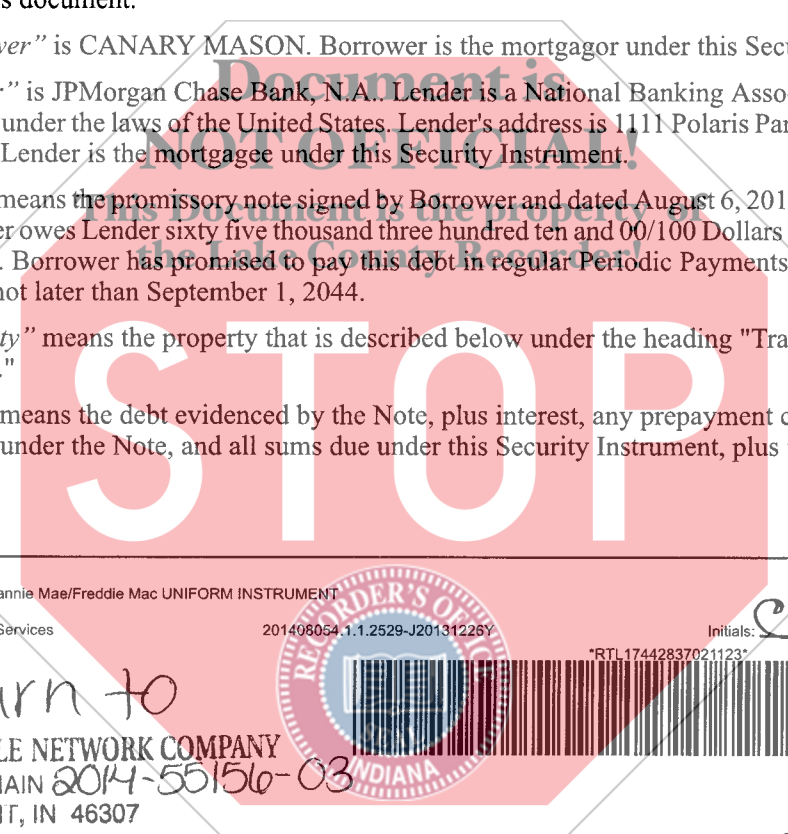 s document.
ver" is CANARY MASON. Borrower is the mortgagor under this Secu
r" is JPMorgan Chase Bank, N.A.. Lender is a National Banking Asso
under the laws of the United States. Lender's address is 1111 Polaris Par
Lender is the mortgagee under this Security Instrument.
means the promissory note signed by Borrower and dated August 6, 201
er owes Lender sixty five thousand three hundred ten and 00/100 Dollars
. Borrower has promised to pay this debt in regular Periodic Payments
not later than September 1, 2044.
ty" means the property that is described below under the heading "Tra
."
means the debt evidenced by the Note, plus interest, any prepayment c
under the Note, and all sums due under this Security Instrument, plus
Document is
NOT OFFICIAL!
This Document is the property of
the Lake County Recorder!
STOP
annie Mae/Freddie Mac UNIFORM INSTRUMENT
Services 201408054.1.1.2529-J20131226Y Initials: C
*RTL17442837021123*
RECORDER'S OFFICE
SEAL
INDIANA
urn to
LE NETWORK COMPANY
MAIN 2014-55156-03
T, IN 46307